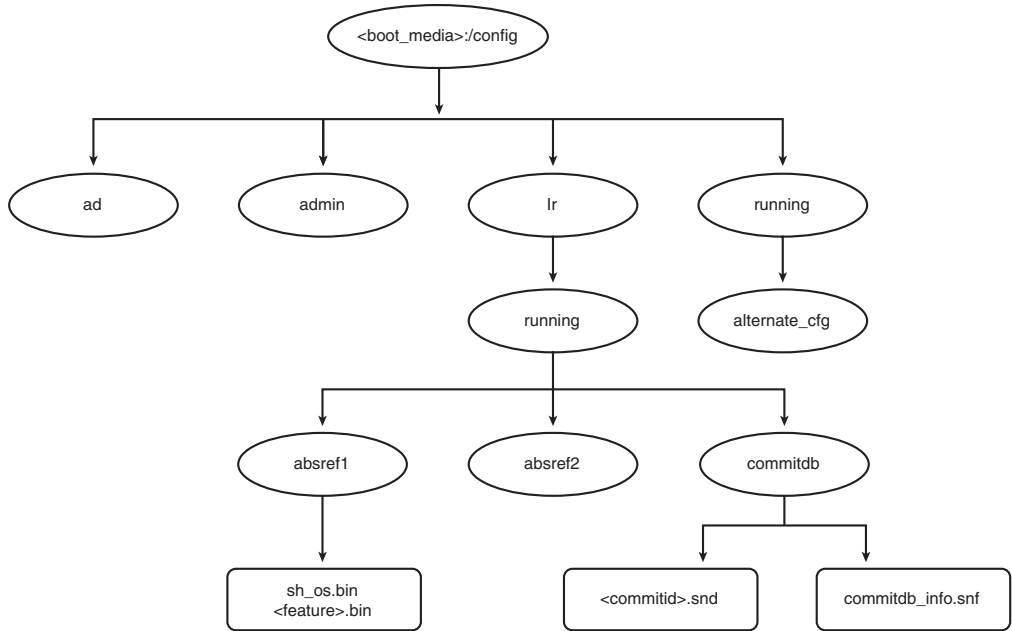 <boot_media>:/config
ad
admin
lr
running
running
alternate_cfg
absref1
absref2
commitdb
sh_os.bin
<feature>.bin
<commitid>.snd
commitdb_info.snf